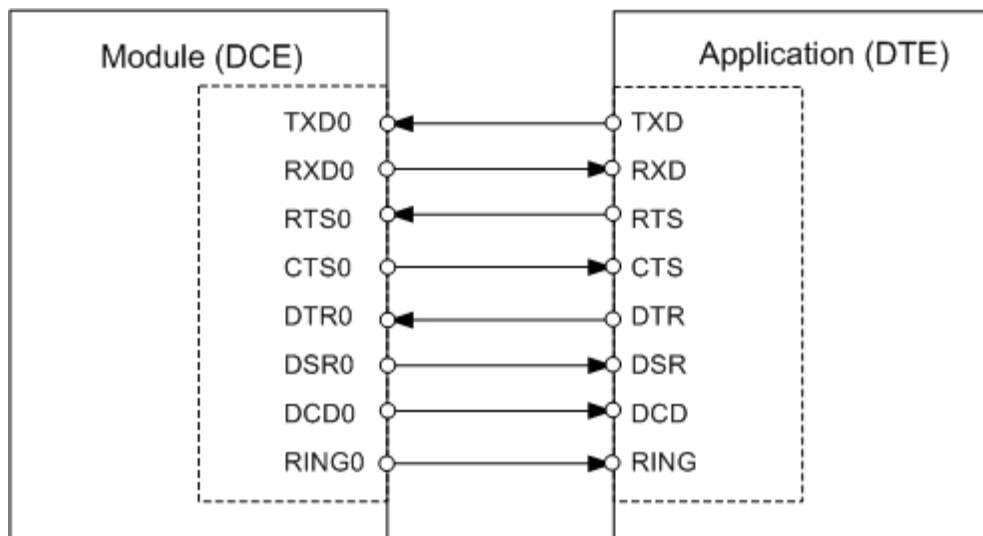 Module (DCE)
Application (DTE)
TXD0
TXD
RXD0
RXD
RTS0
RTS
CTS0
CTS
DTR0
DTR
DSR0
DSR
DCD0
DCD
RING0
RING